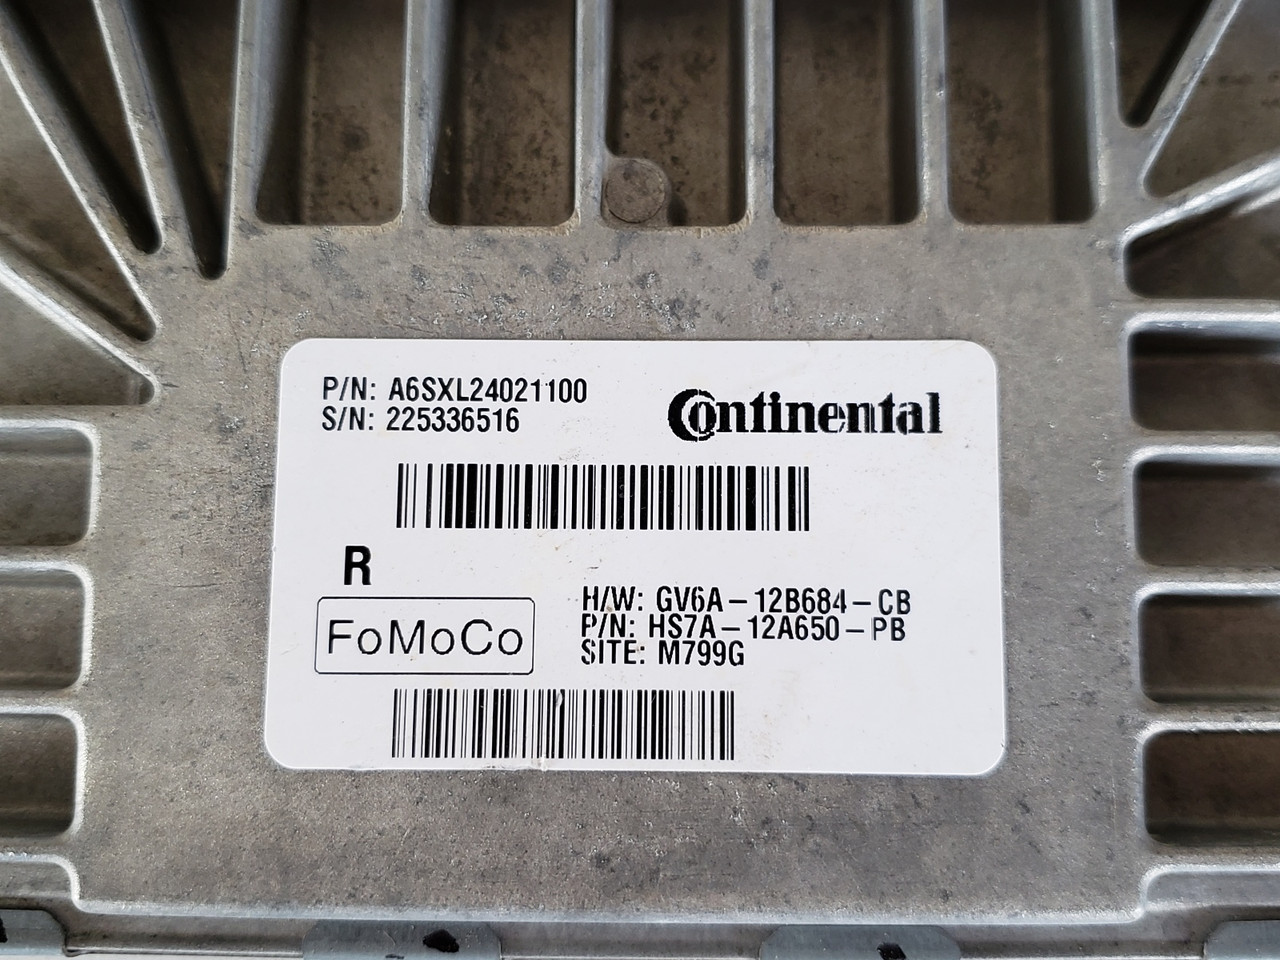 P/N: A6SXL24021100
S/N: 225336516
Continental
R
FoMoCo
H/W: GV6A-12B684-CB
P/N: HS7A-12A650-PB
SITE: M799G